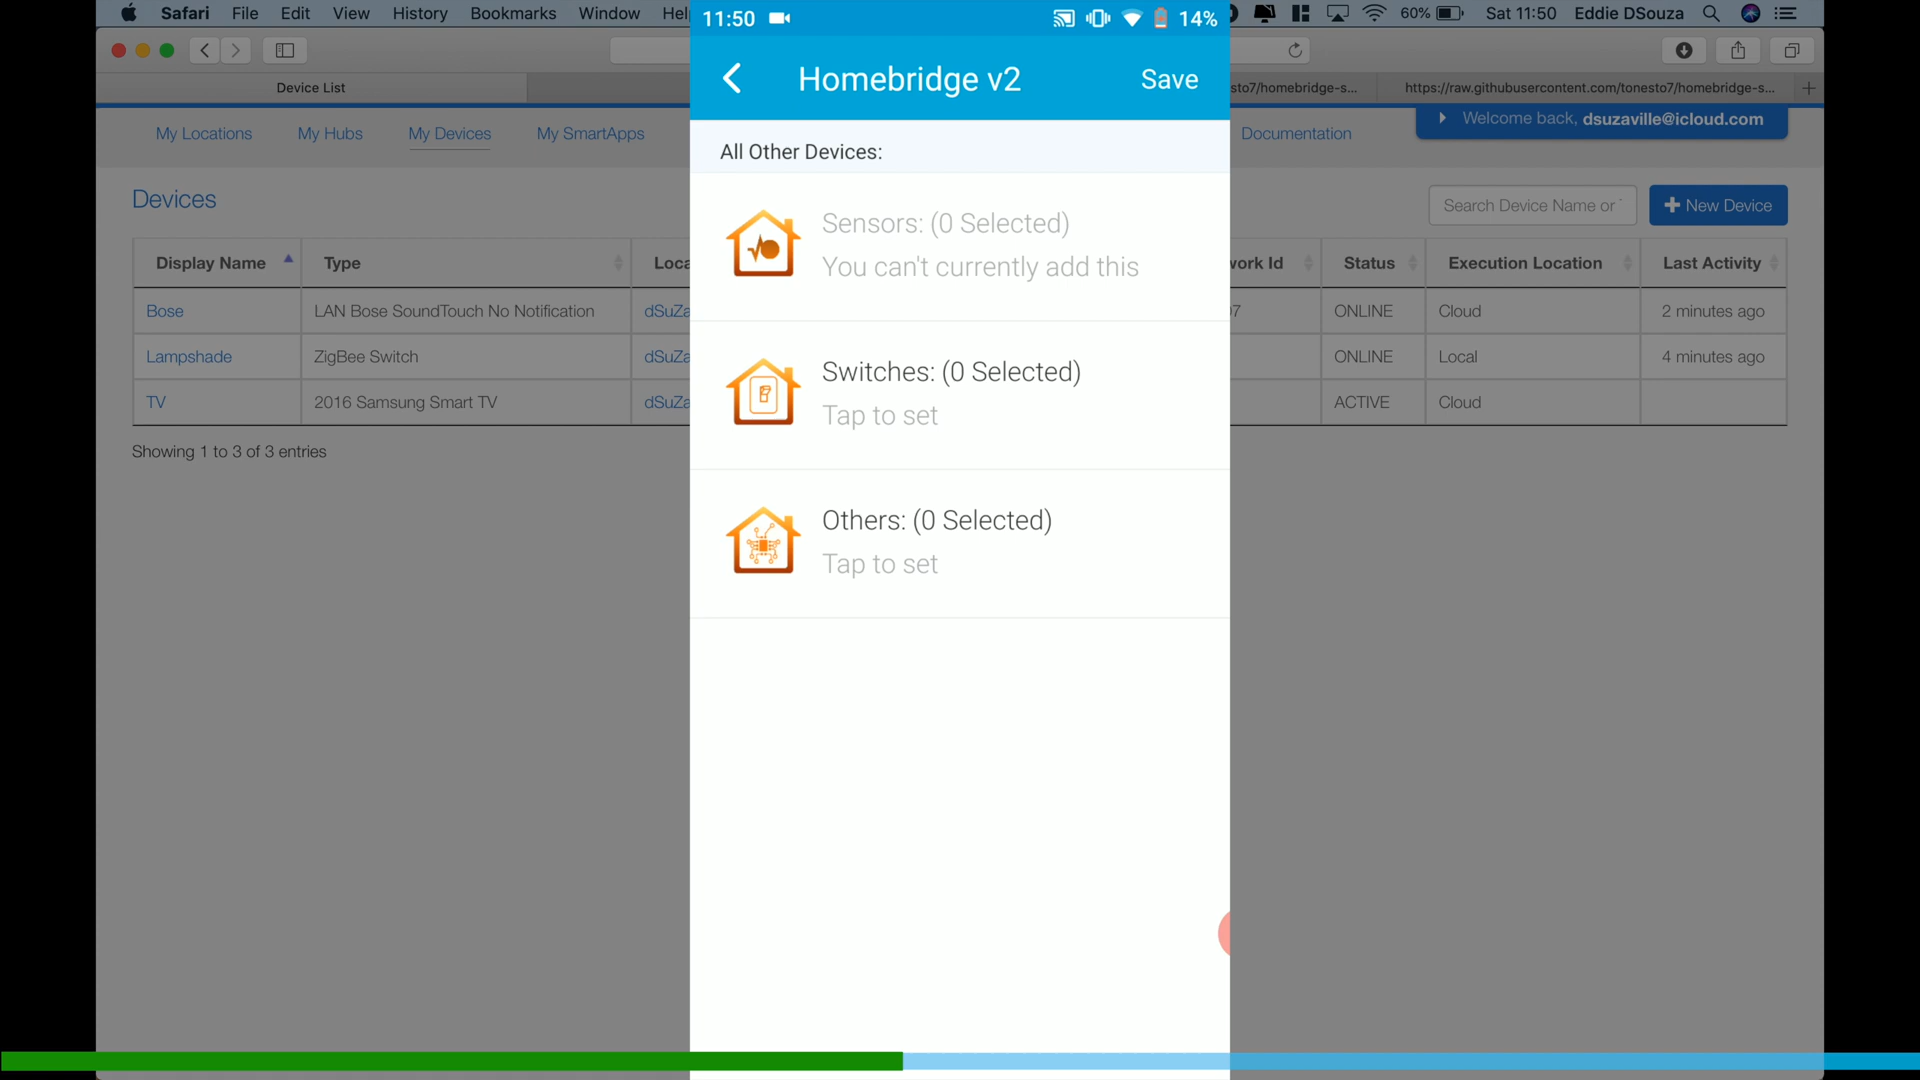 Safari File Edit View History Bookmarks Window Hel
60% Sat 11:50 Eddie DSouza
11:50 14%
Homebridge v2 Save
Device List
sto7/homebridge-s...
https://raw.githubusercontent.com/tonesto7/homebridge-s...
My Locations My Hubs My Devices My SmartApps
Documentation
Welcome back, dsuzaville@icloud.com
All Other Devices:
Sensors: (0 Selected)
You can't currently add this
Switches: (0 Selected)
Tap to set
Others: (0 Selected)
Tap to set
Devices
Search Device Name or
New Device
Display Name Type Loca work Id Status Execution Location Last Activity
Bose LAN Bose SoundTouch No Notification dSuZa 7 ONLINE Cloud 2 minutes ago
Lampshade ZigBee Switch dSuZa ONLINE Local 4 minutes ago
TV 2016 Samsung Smart TV dSuZa ACTIVE Cloud
Showing 1 to 3 of 3 entries